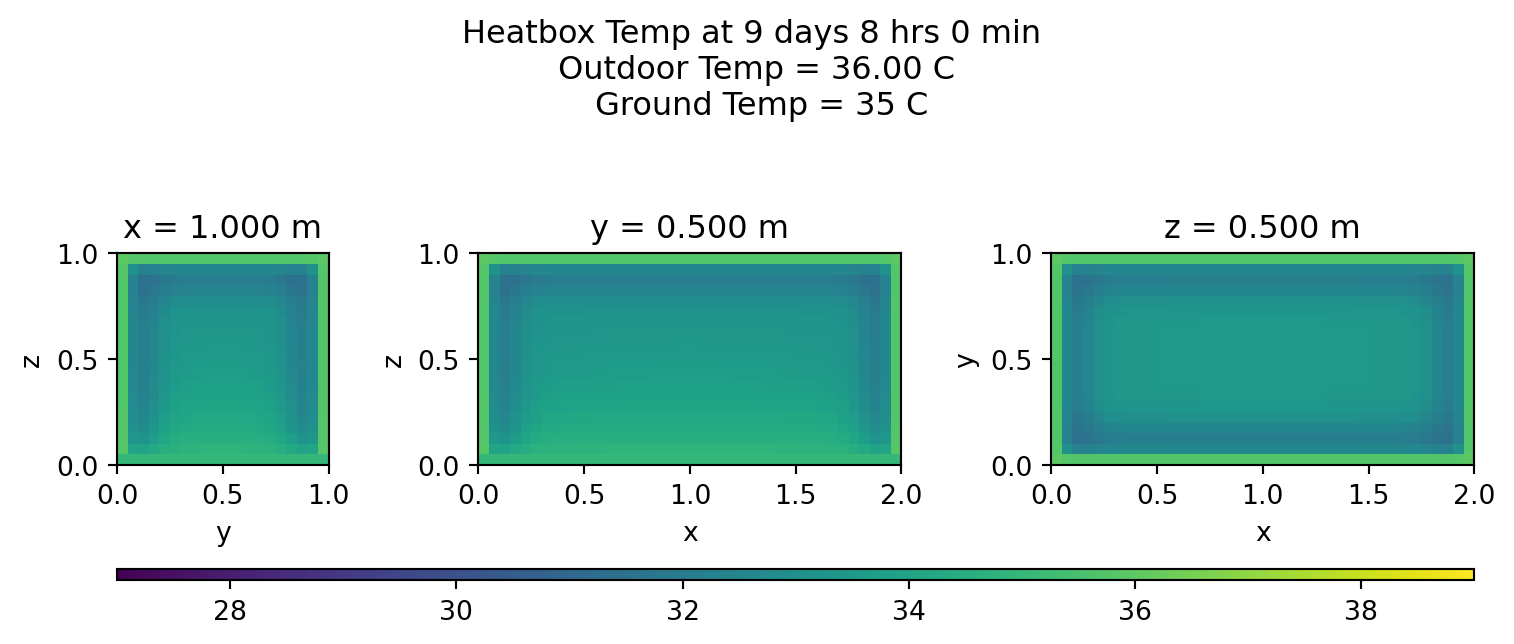 Heatbox Temp at 9 days 8 hrs 0 min
Outdoor Temp = 36.00 C
Ground Temp = 35 C
x = 1.000 m
1.0
z
0.5
0.0
0.0 0.5 1.0
y
y = 0.500 m
1.0
z
0.5
0.0
0.0 0.5 1.0 1.5 2.0
x
z = 0.500 m
1.0
y
0.5
0.0
0.0 0.5 1.0 1.5 2.0
x
28 30 32 34 36 38